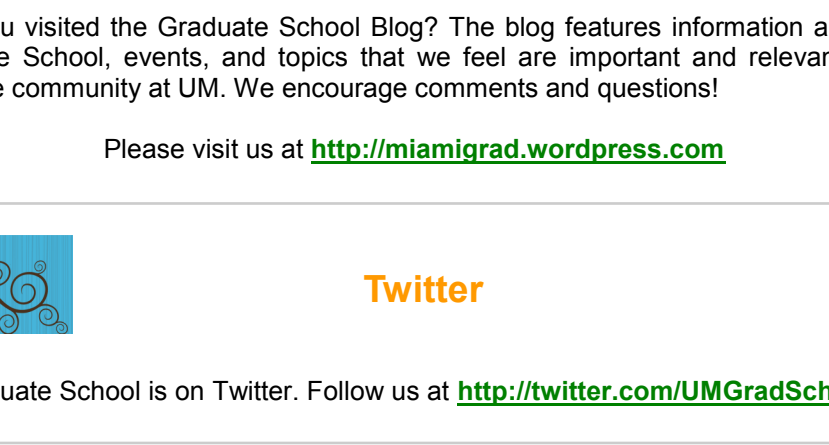 u visited the Graduate School Blog? The blog features information a
e School, events, and topics that we feel are important and relevan
e community at UM. We encourage comments and questions!
Please visit us at http://miamigrad.wordpress.com
Twitter
uate School is on Twitter. Follow us at http://twitter.com/UMGradSch